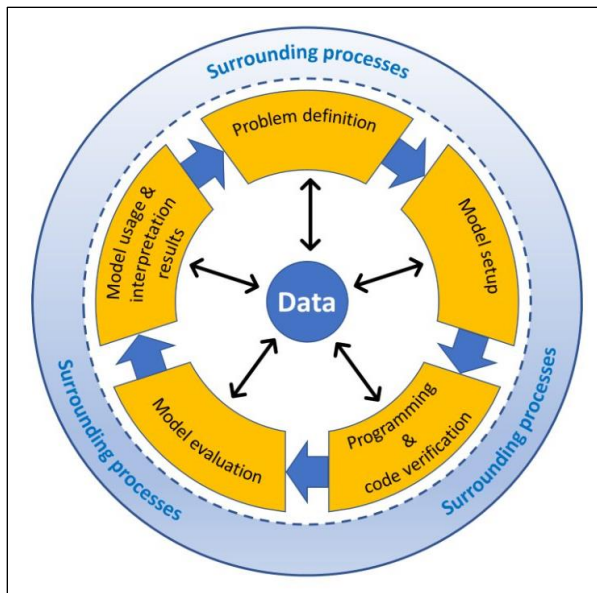 Surrounding processes
Problem definition
Model setup
Programming
&
code verification
Model evaluation
Model usage &
interpretation
results
Data
Surrounding processes
Surrounding processes